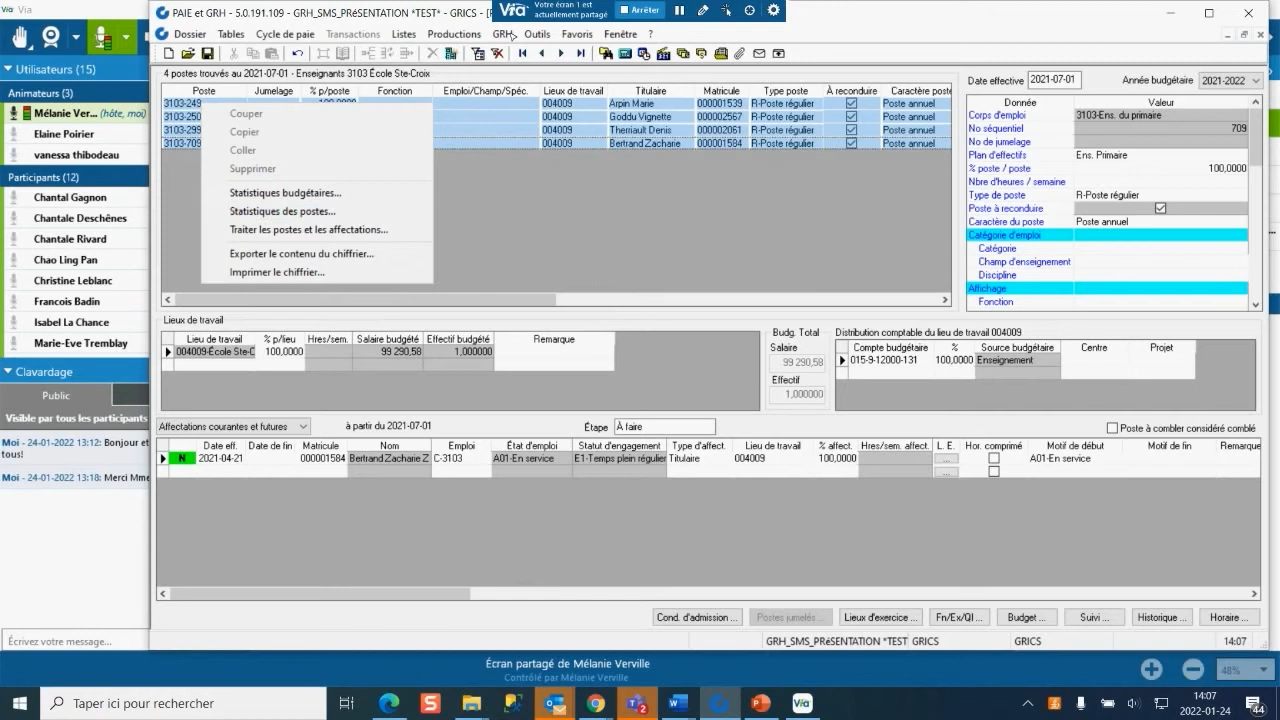 Via
PAIE et GRH - 5.0.191.109 - GRH_SMS_PRéSENTATION *TEST* - GRICS - [P
Via Votre écran 1 est actuellement partagé Arrêter
Dossier Tables Cycle de paie Transactions Listes Productions GRH Outils Favoris Fenêtre ?
Utilisateurs (15)
Animateurs (3)
Mélanie Ver... (hôte, moi)
Elaine Poirier
vanessa thibodeau
Participants (12)
Chantal Gagnon
Chantale Deschênes
Chantale Rivard
Chao Ling Pan
Christine Leblanc
Francois Badin
Isabel La Chance
Marie-Eve Tremblay
Clavardage
Public
Visible par tous les participants
Moi - 24-01-2022 13:12: Bonjour et
tous!
Moi - 24-01-2022 13:18: Merci Mme
Écrivez votre message...
4 postes trouvés au 2021-07-01 - Enseignants 3103 École Ste-Croix
Date effective 2021-07-01 Année budgétaire 2021-2022
Poste Jumelage % p/poste Fonction Emploi/Champ/Spéc. Lieux de travail Titulaire Matricule Type poste À reconduire Caractère poste
3103-249 004009 Arpin Marie 000001539 R-Poste régulier Poste annuel
3103-250 004009 Goddu Vignette 000002567 R-Poste régulier Poste annuel
3103-299 004009 Therriault Denis 000002061 R-Poste régulier Poste annuel
3103-709 004009 Bertrand Zacharie 000001584 R-Poste régulier Poste annuel
Couper
Copier
Coller
Supprimer
Statistiques budgétaires...
Statistiques des postes...
Traiter les postes et les affectations...
Exporter le contenu du chiffrier...
Imprimer le chiffrier...
Donnée Valeur
Corps d'emploi 3103-Ens. du primaire
No séquentiel 709
No de jumelage
Plan d'effectifs Ens. Primaire
% poste / poste 100,0000
Nbre d'heures / semaine
Type de poste R-Poste régulier
Poste à reconduire
Caractère du poste Poste annuel
Catégorie d'emploi
Catégorie
Champ d'enseignement
Discipline
Affichage
Fonction
Lieux de travail
Lieu de travail % p/lieu Hres/sem. Salaire budgété Effectif budgété Remarque
004009-École Ste-C 100,0000 99 290,58 1,000000
Budg. Total
Salaire
99 290,58
Effectif
1,000000
Distribution comptable du lieu de travail 004009
Compte budgétaire % Source budgétaire Centre Projet
015-9-12000-131 100,0000 Enseignement
Affectations courantes et futures à partir du 2021-07-01 Étape À faire Poste à combler considéré comblé
Date eff. Date de fin Matricule Nom Emploi État d'emploi Statut d'engagement Type d'affect. Lieu de travail % affect. Hres/sem. affect. L. E. Hor. comprimé Motif de début Motif de fin Remarque
N 2021-04-21 000001584 Bertrand Zacharie Z C-3103 A01-En service E1-Temps plein régulier Titulaire 004009 100,0000 ... A01-En service
...
Cond. d'admission ... Postes jumelés... Lieux d'exercice ... Fn/Ex/Ql ... Budget ... Suivi ... Historique ... Horaire ...
GRH_SMS_PRéSENTATION *TEST GRICS GRICS 14:07
Écran partagé de Mélanie Verville
Contrôlé par Mélanie Verville
48%
Taper ici pour rechercher
14:07
2022-01-24